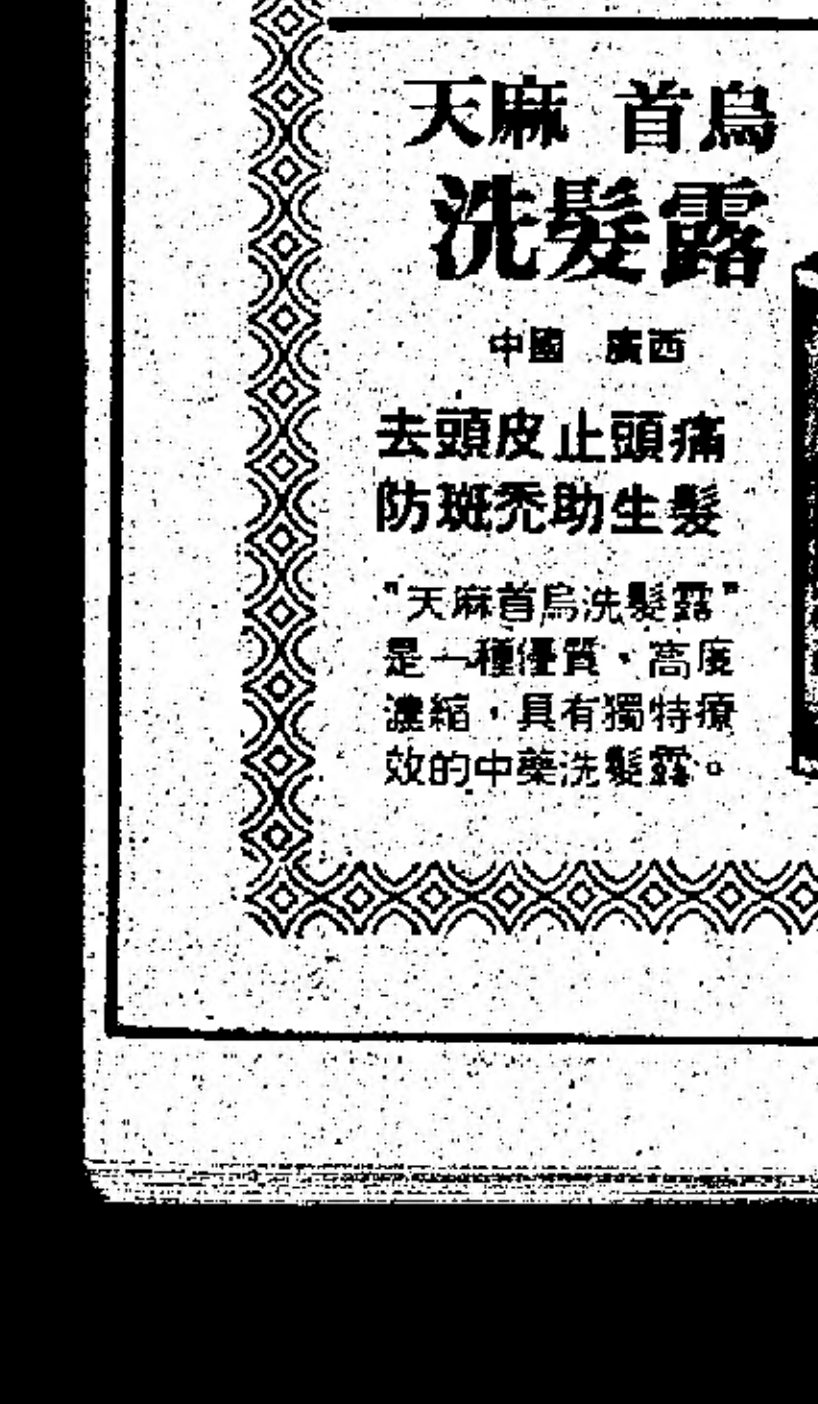 天麻 首烏
洗髮露
中國 廣西
去頭皮止頭痛
防斑禿助生髮
"天麻首烏洗髮露"
是一種優質，高度
濃縮，具有獨特療
效的中藥洗髮露。